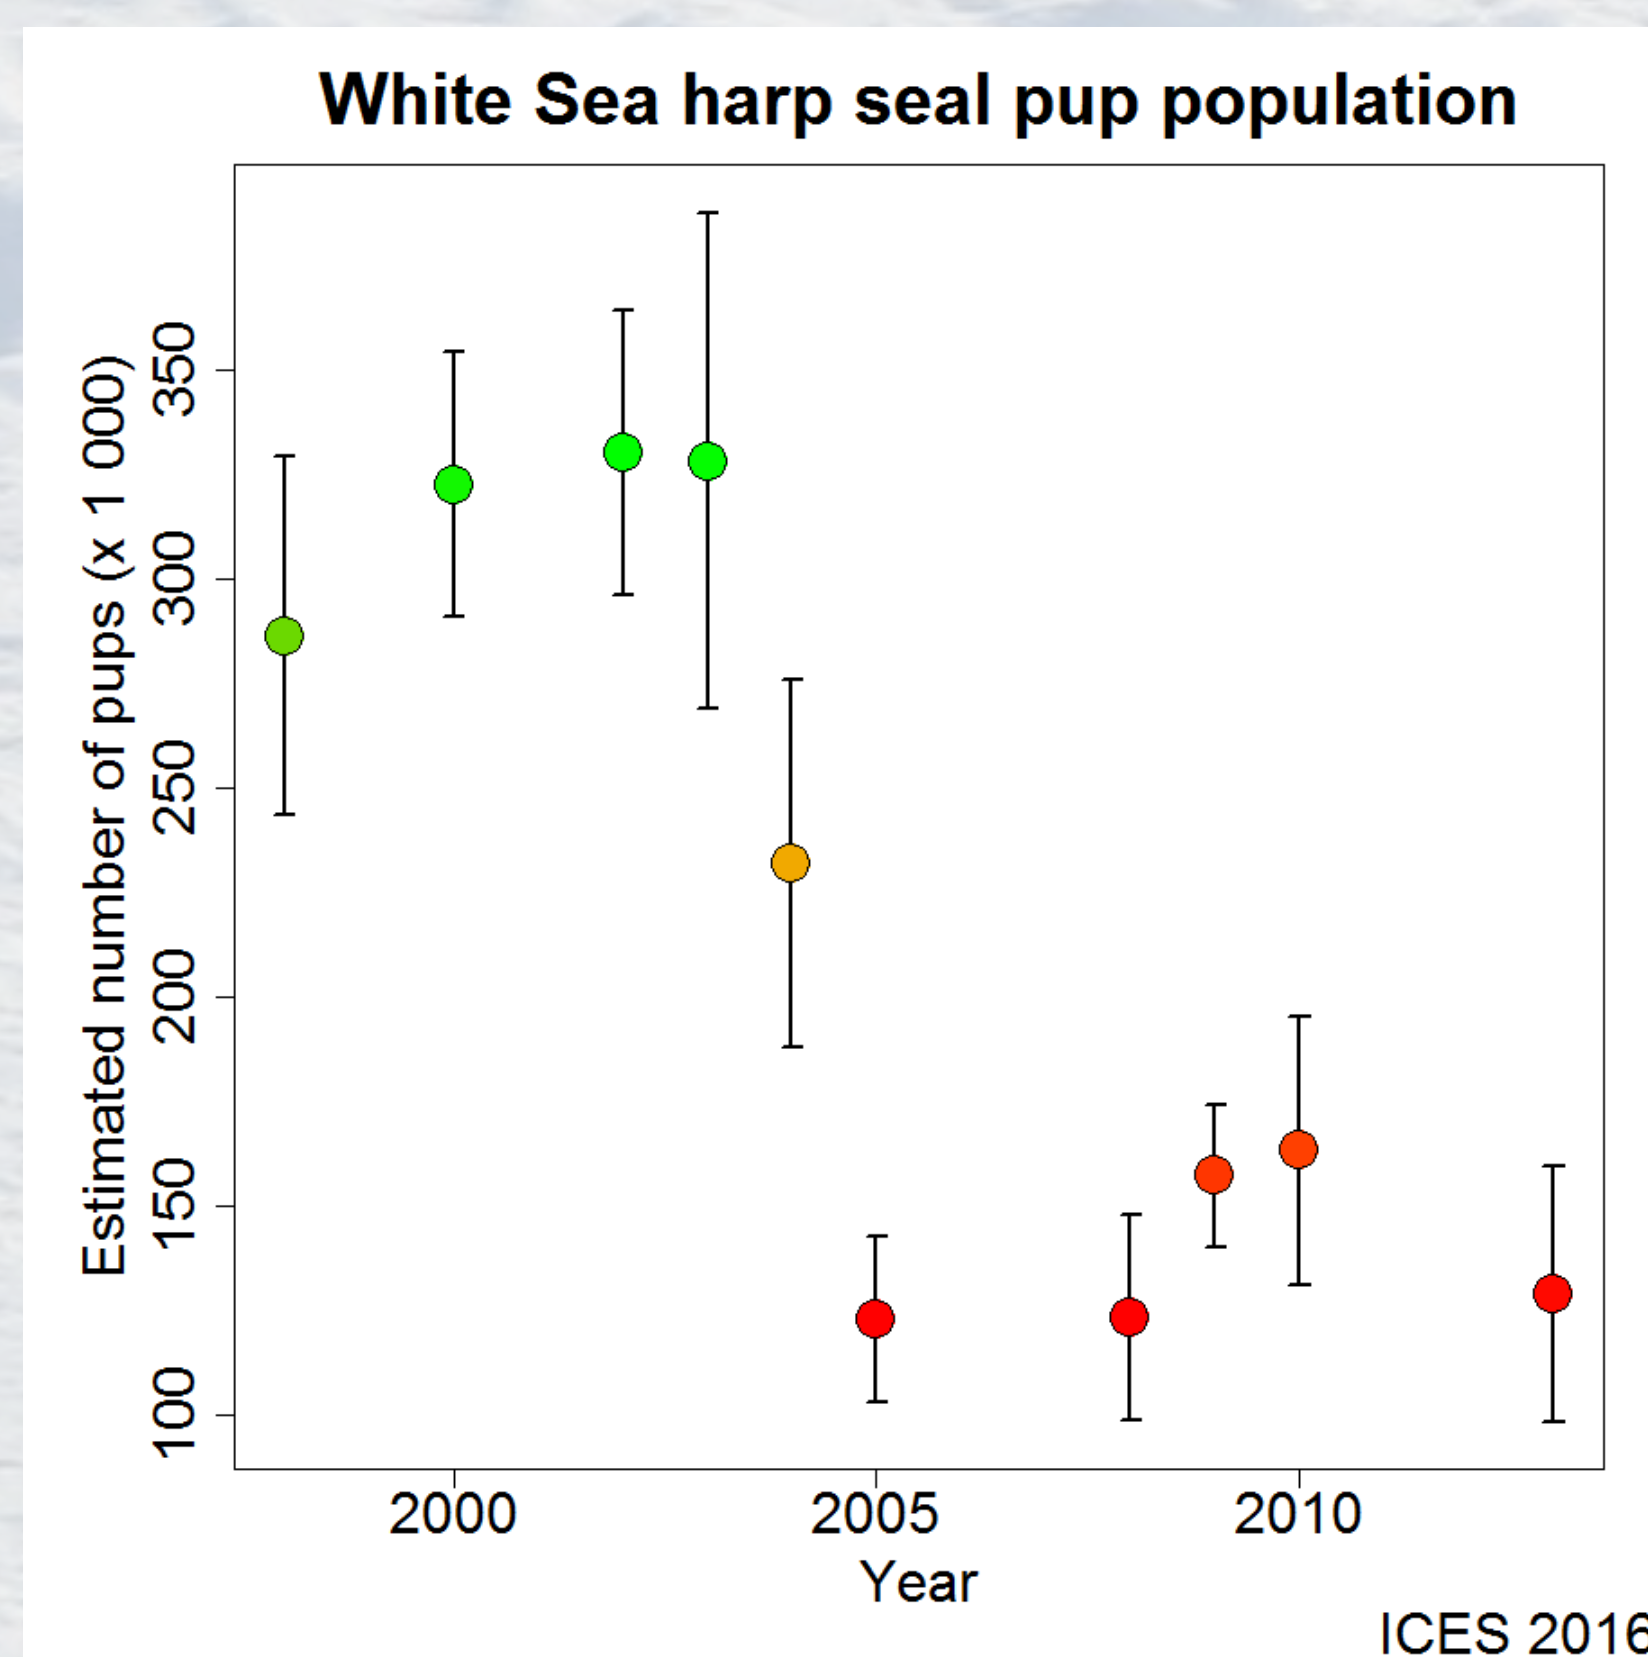 White Sea harp seal pup population
Estimated number of pups (x 1 000)
350
300
250
200
150
100
2000 2005 2010
Year
ICES 2016